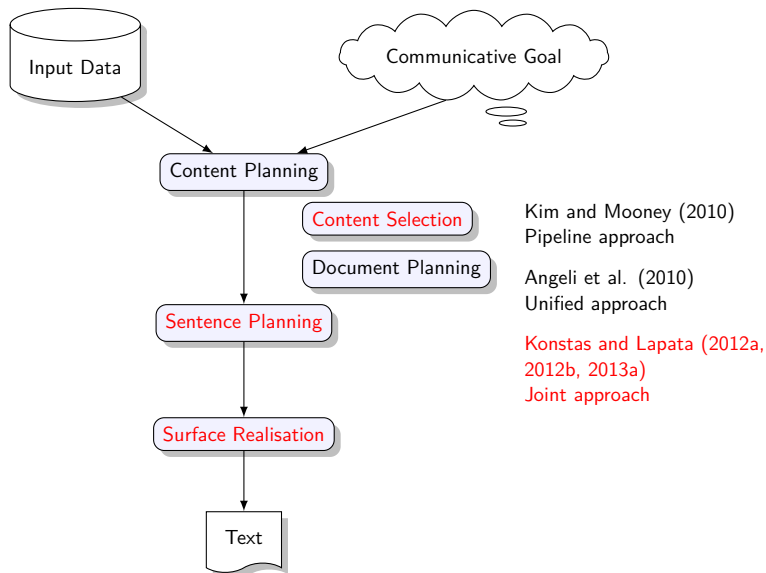 Input Data
Communicative Goal
Content Planning
Content Selection
Document Planning
Sentence Planning
Surface Realisation
Text
Kim and Mooney (2010)
Pipeline approach
Angeli et al. (2010)
Unified approach
Konstas and Lapata (2012a,
2012b, 2013a)
Joint approach